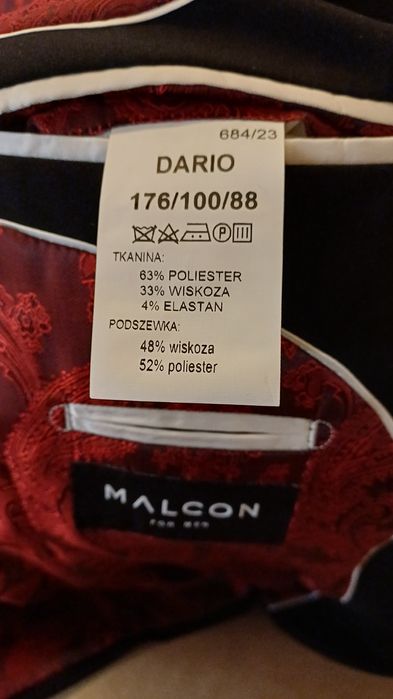 684/23
DARIO
176/100/88
TKANINA:
63% POLIESTER
33% WISKOZA
4% ELASTAN
PODSZEWKA:
48% wiskoza
52% poliester
MALCON
FOR MEN